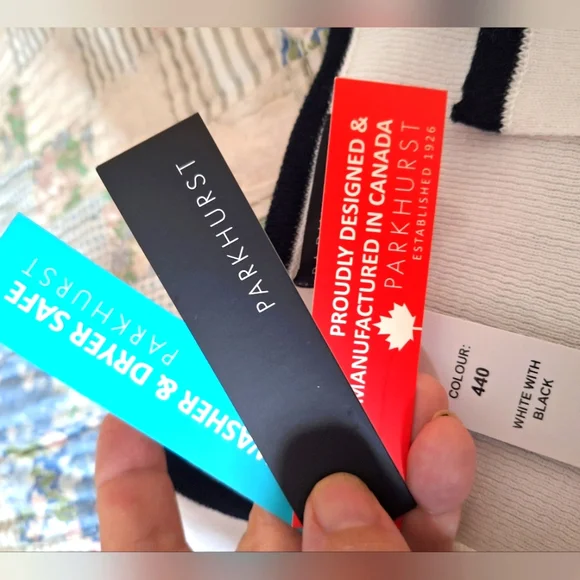 WASHER & DRYER SAFE
PARKHURST
PARKHURST
PROUDLY DESIGNED &
MANUFACTURED IN CANADA
PARKHURST
ESTABLISHED 1926
COLOUR:
440
WHITE WITH
BLACK